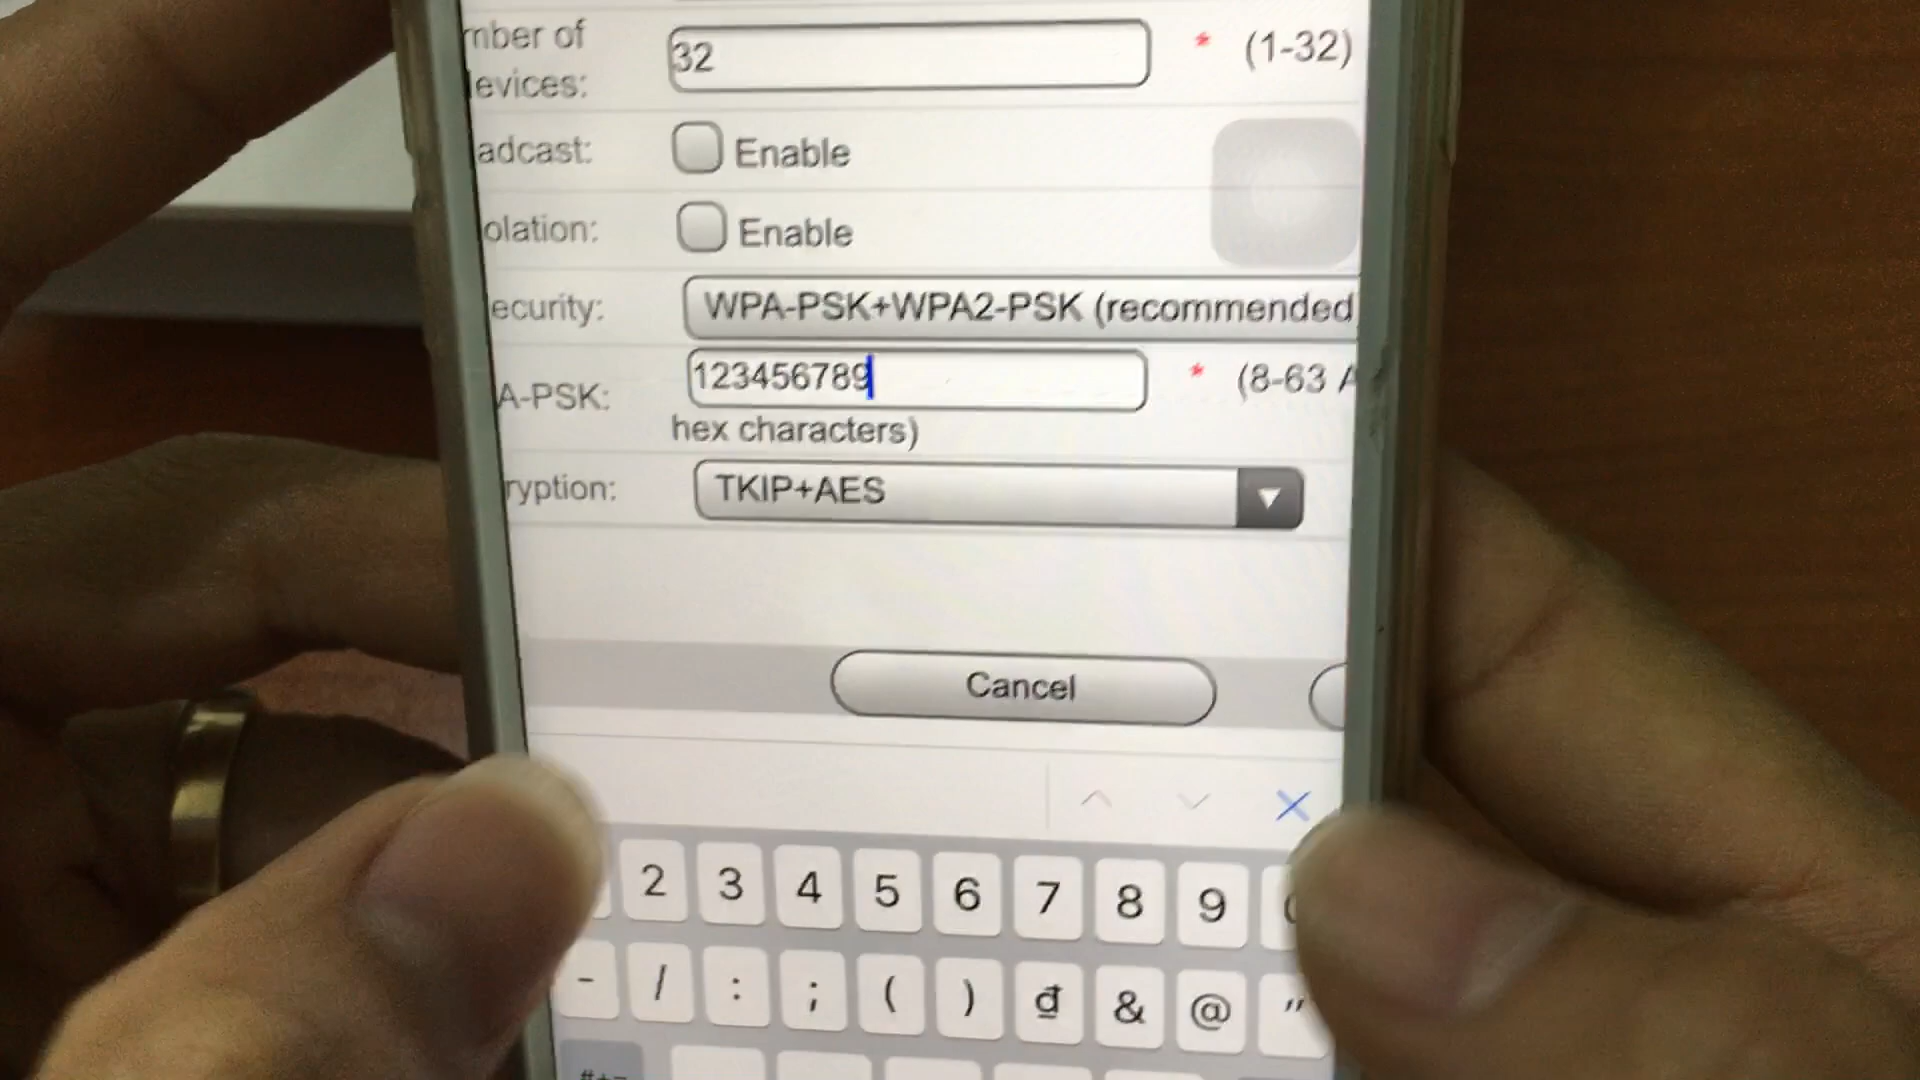 mber of
evices:
32
* (1-32)
adcast:
Enable
olation:
Enable
ecurity:
WPA-PSK+WPA2-PSK (recommended
A-PSK:
123456789
* (8-63 A
hex characters)
ryption:
TKIP+AES
Cancel
2 3 4 5 6 7 8 9
- / : ; ( ) ₫ & @ "
#+=